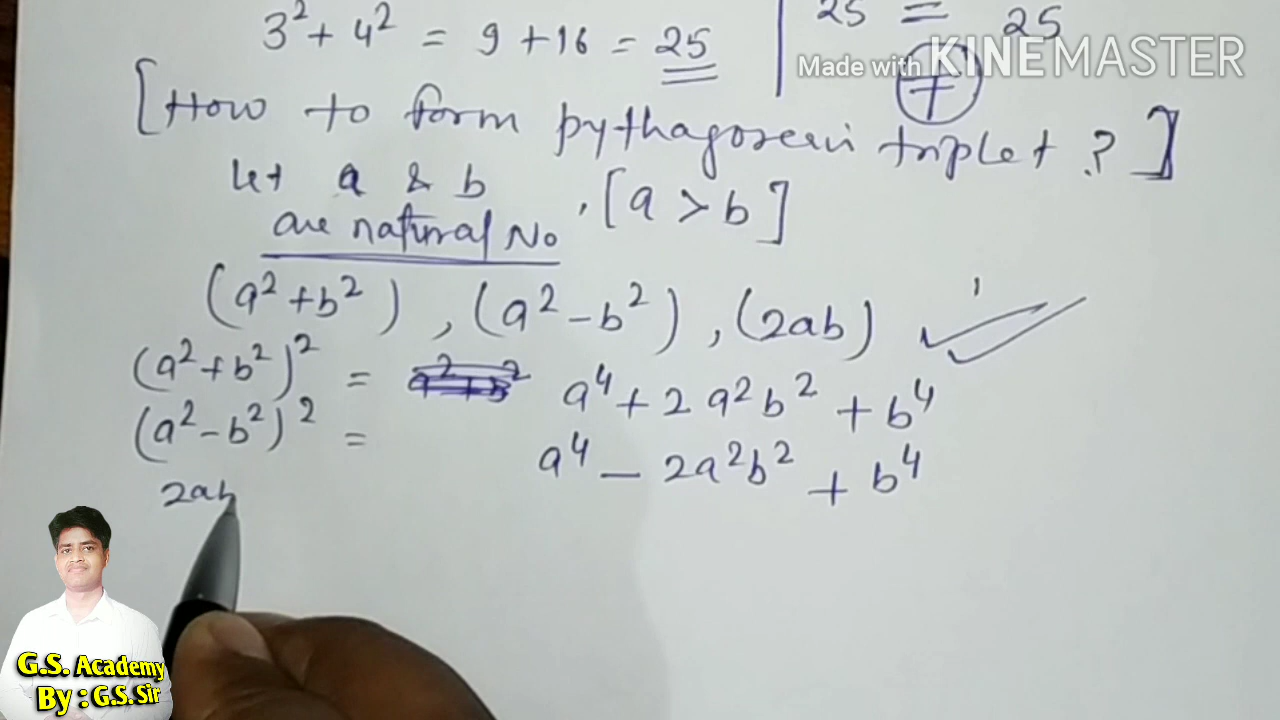 3² + 4² = 9 + 16 = 25
25 = 25
Made with KINEMASTER
[How to form pythagorein triplet ? ]
let a & b
are natural No , [a > b]
(a² + b²) , (a² – b²) , (2ab)
(a² + b²)² = a⁴ + 2a²b² + b⁴
(a² – b²)² = a⁴ – 2a²b² + b⁴
2ab
G.S. Academy
By : G.S. Sir